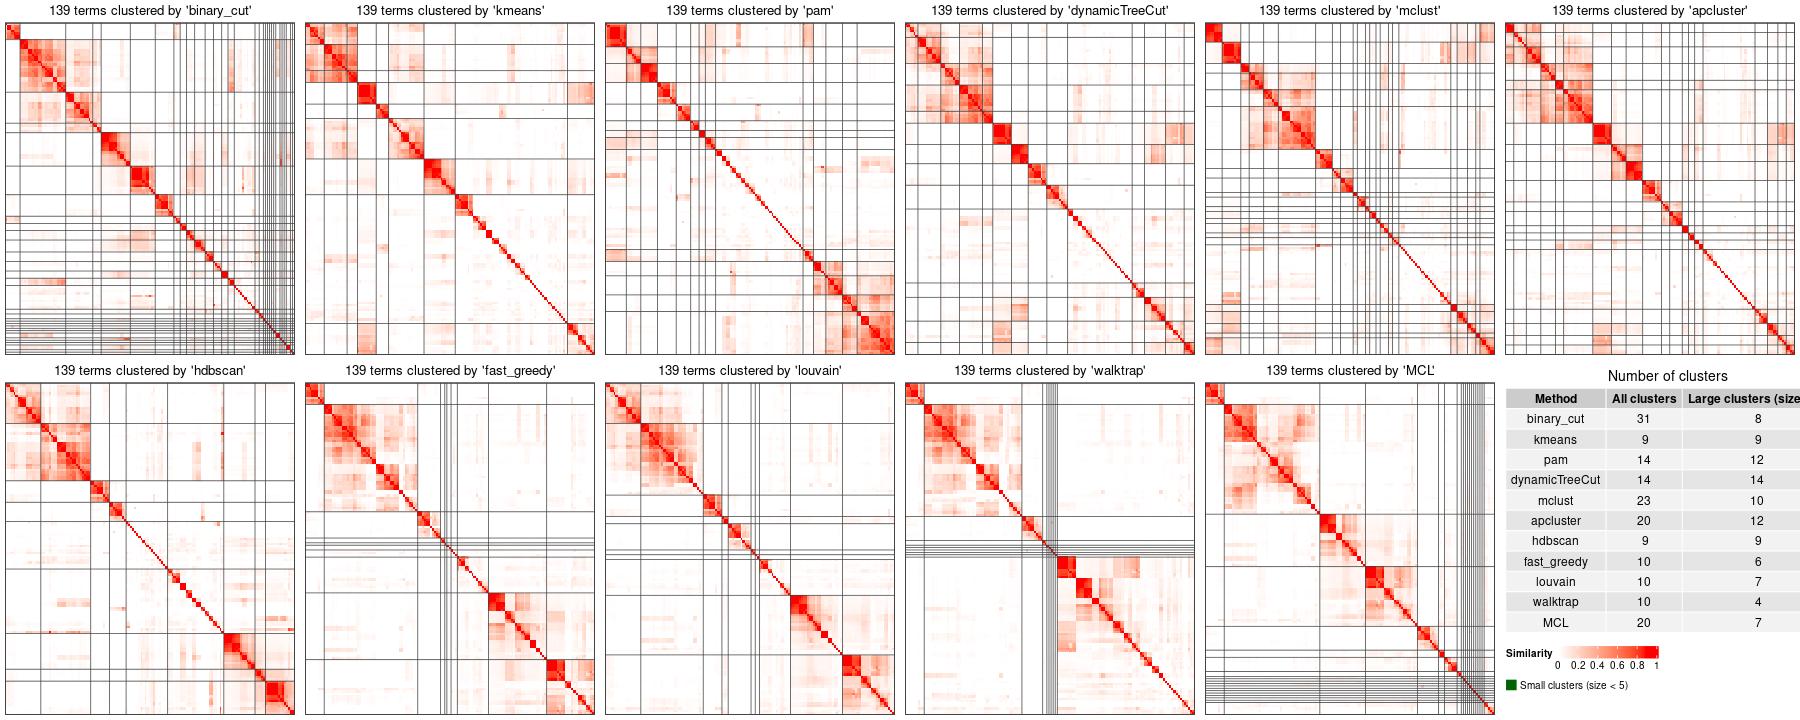 139 terms clustered by 'binary_cut'
139 terms clustered by 'kmeans'
139 terms clustered by 'pam'
139 terms clustered by 'dynamicTreeCut'
139 terms clustered by 'mclust'
139 terms clustered by 'apcluster'
139 terms clustered by 'hdbscan'
139 terms clustered by 'fast_greedy'
139 terms clustered by 'louvain'
139 terms clustered by 'walktrap'
139 terms clustered by 'MCL'
Number of clusters
Method All clusters Large clusters (size
binary_cut 31 8
kmeans 9 9
pam 14 12
dynamicTreeCut 14 14
mclust 23 10
apcluster 20 12
hdbscan 9 9
fast_greedy 10 6
louvain 10 7
walktrap 10 4
MCL 20 7
Similarity
0 0.2 0.4 0.6 0.8 1
Small clusters (size < 5)